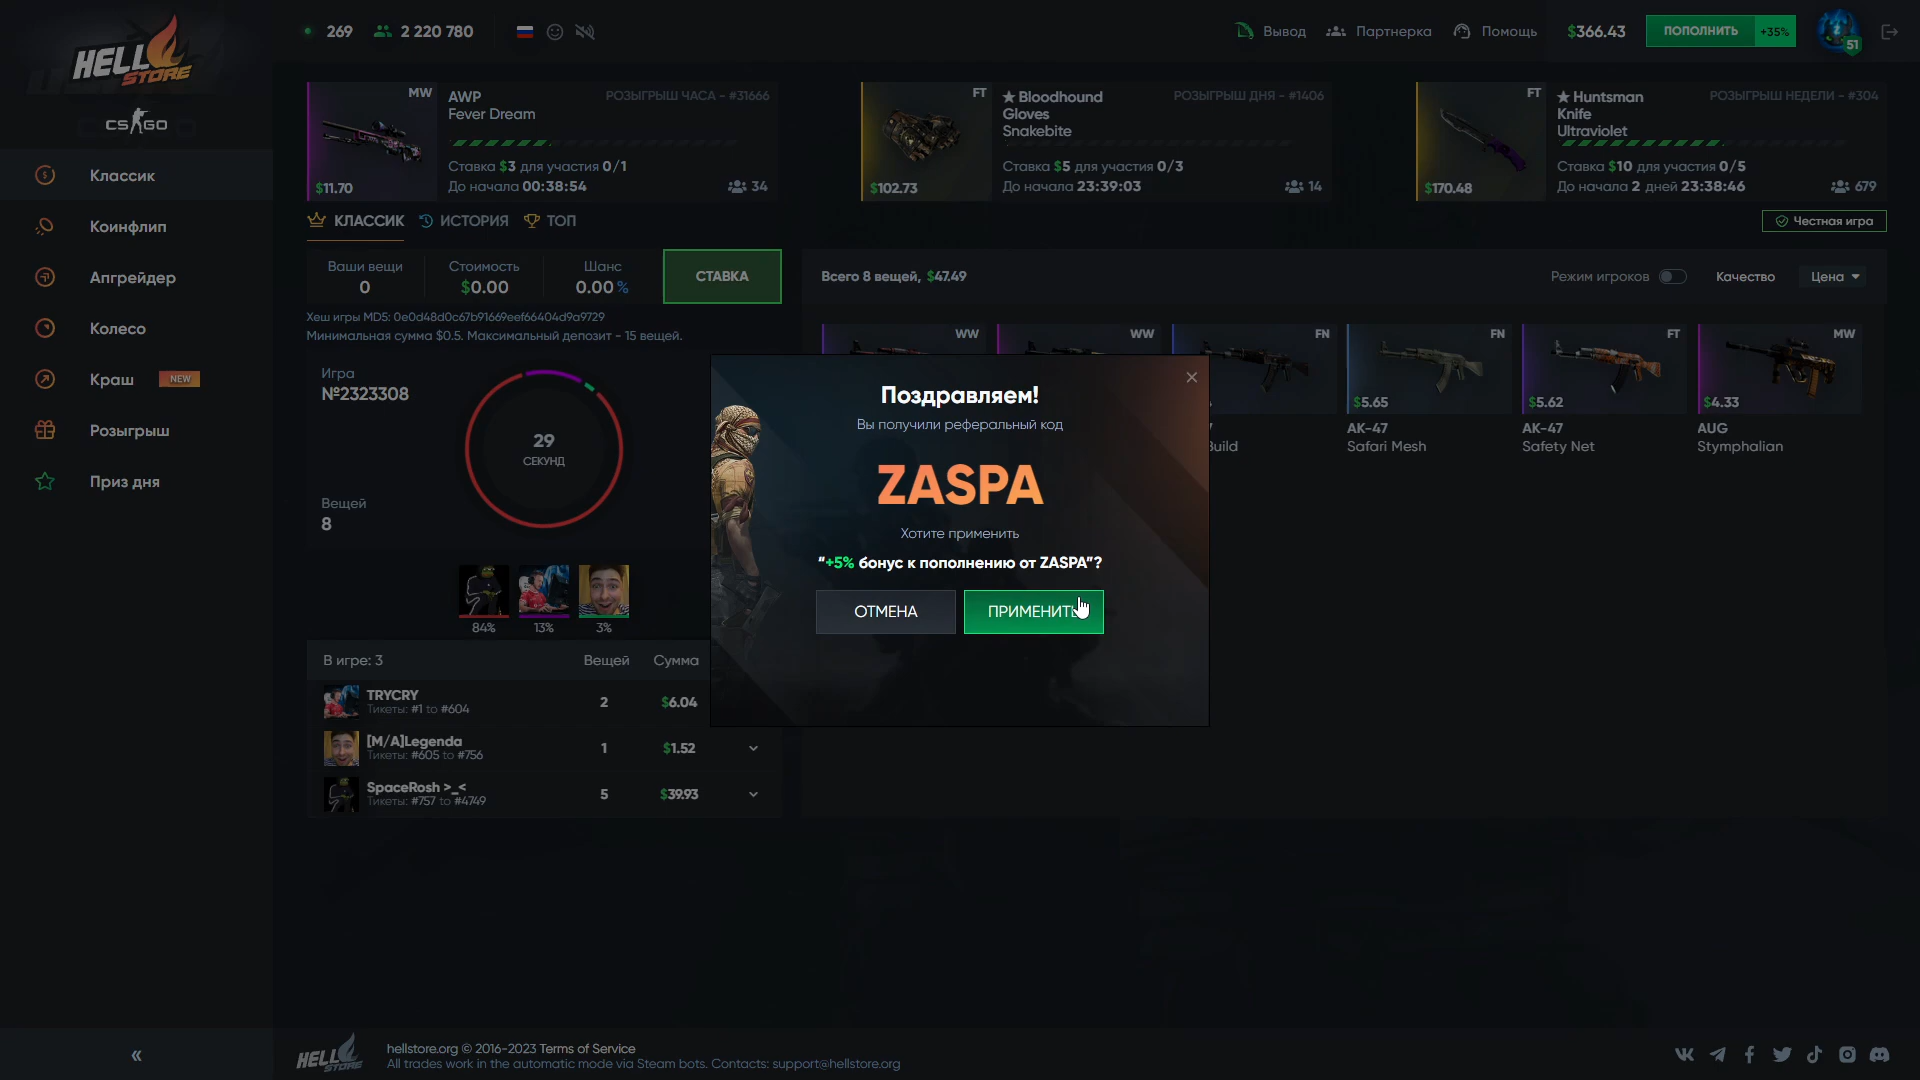 HELL STORE
CS GO
269
2 220 780
Вывод
Партнерка
Помощь
$366.43
ПОПОЛНИТЬ
+35%
51
Классик
Коинфлип
Апгрейдер
Колесо
Краш
NEW
Розыгрыш
Приз дня
MW
$11.70
AWP
Fever Dream
РОЗЫГРЫШ ЧАСА - #31666
Ставка $3 для участия 0/1
До начала 00:38:54
34
FT
$102.73
★ Bloodhound
Gloves
Snakebite
РОЗЫГРЫШ ДНЯ - #1406
Ставка $5 для участия 0/3
До начала 23:39:03
14
FT
$170.48
★ Huntsman
Knife
Ultraviolet
РОЗЫГРЫШ НЕДЕЛИ - #304
Ставка $10 для участия 0/5
До начала 2 дней 23:38:46
679
КЛАССИК
ИСТОРИЯ
ТОП
Честная игра
Ваши вещи
0
Стоимость
$0.00
Шанс
0.00 %
СТАВКА
Хеш игры MD5: 0e0d48d0c67b91669eef66404d9a9729
Минимальная сумма $0.5. Максимальный депозит - 15 вещей.
Игра
№2323308
29
СЕКУНД
Вещей
8
84%
13%
3%
В игре: 3
Вещей
Сумма
TRYCRY
Тикеты: #1 to #604
2
$6.04
[M/A]Legenda
Тикеты: #605 to #756
1
$1.52
SpaceRosh >_<
Тикеты: #757 to #4749
5
$39.93
Всего 8 вещей, $47.49
Режим игроков
Качество
Цена
WW
WW
FN
Build
FN
$5.65
AK-47
Safari Mesh
FT
$5.62
AK-47
Safety Net
MW
$4.33
AUG
Stymphalian
Поздравляем!
Вы получили реферальный код
ZASPA
Хотите применить
“+5% бонус к пополнению от ZASPA”?
ОТМЕНА
ПРИМЕНИТЬ
«
HELL STORE
hellstore.org © 2016-2023 Terms of Service
All trades work in the automatic mode via Steam bots. Contacts: support@hellstore.org